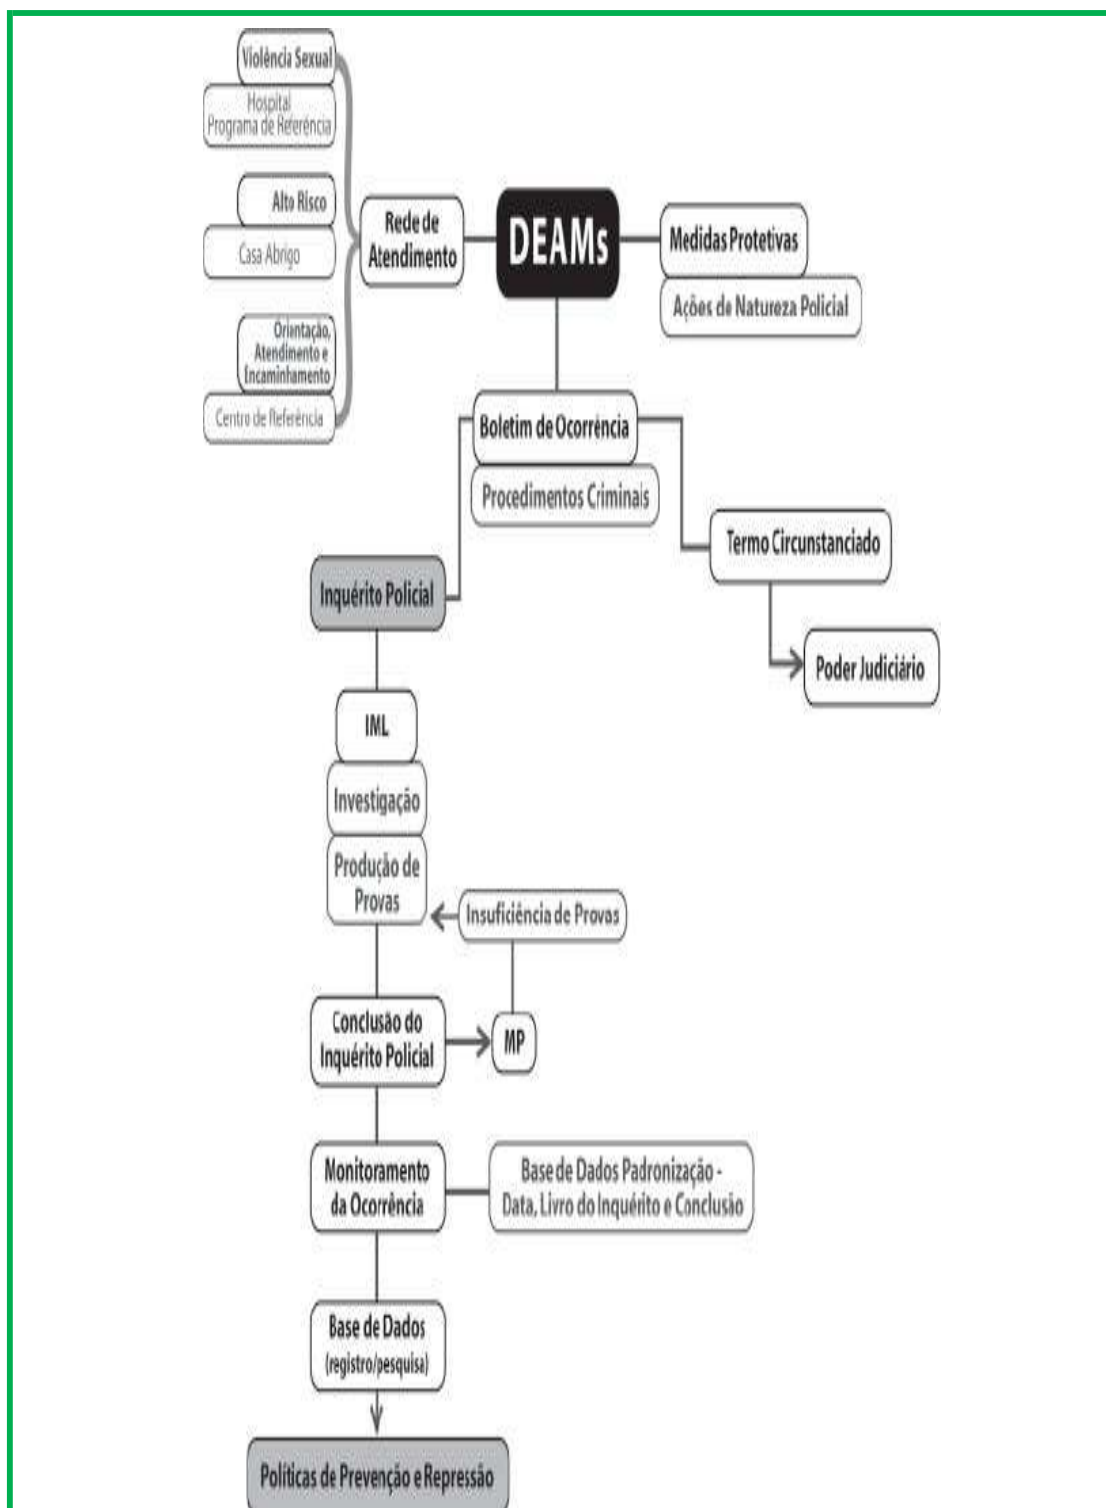 Violência Sexual
Hospital
Programa de Referência
Alto Risco
Casa Abrigo
Orientação,
Atendimento e
Encaminhamento
Centro de Referência
Rede de
Atendimento
DEAMs
Medidas Protetivas
Ações de Natureza Policial
Boletim de Ocorrência
Procedimentos Criminais
Termo Circunstanciado
Poder Judiciário
Inquérito Policial
IML
Investigação
Produção de
Provas
Insuficiência de Provas
Conclusão do
Inquérito Policial
MP
Monitoramento
da Ocorrência
Base de Dados Padronização -
Data, Livro do Inquérito e Conclusão
Base de Dados
(registro/pesquisa)
Políticas de Prevenção e Repressão